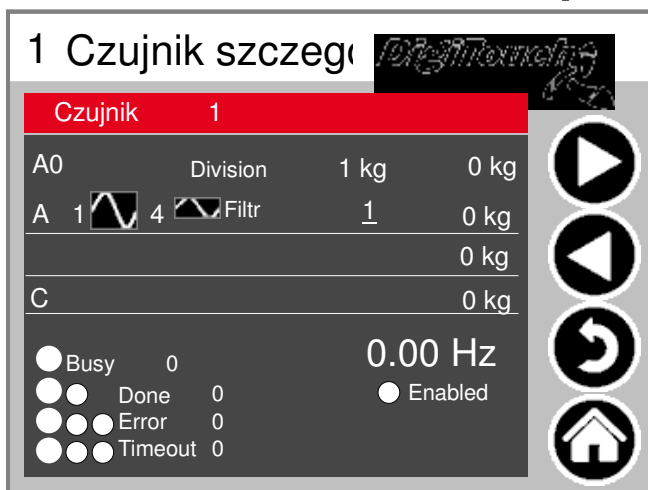 1 Czujnik szczegó
DigiTouch
Czujnik 1
A0 Division 1 kg 0 kg
A 1 4 Filtr 1 0 kg
0 kg
C 0 kg
Busy 0
0.00 Hz
Done 0
Enabled
Error 0
Timeout 0